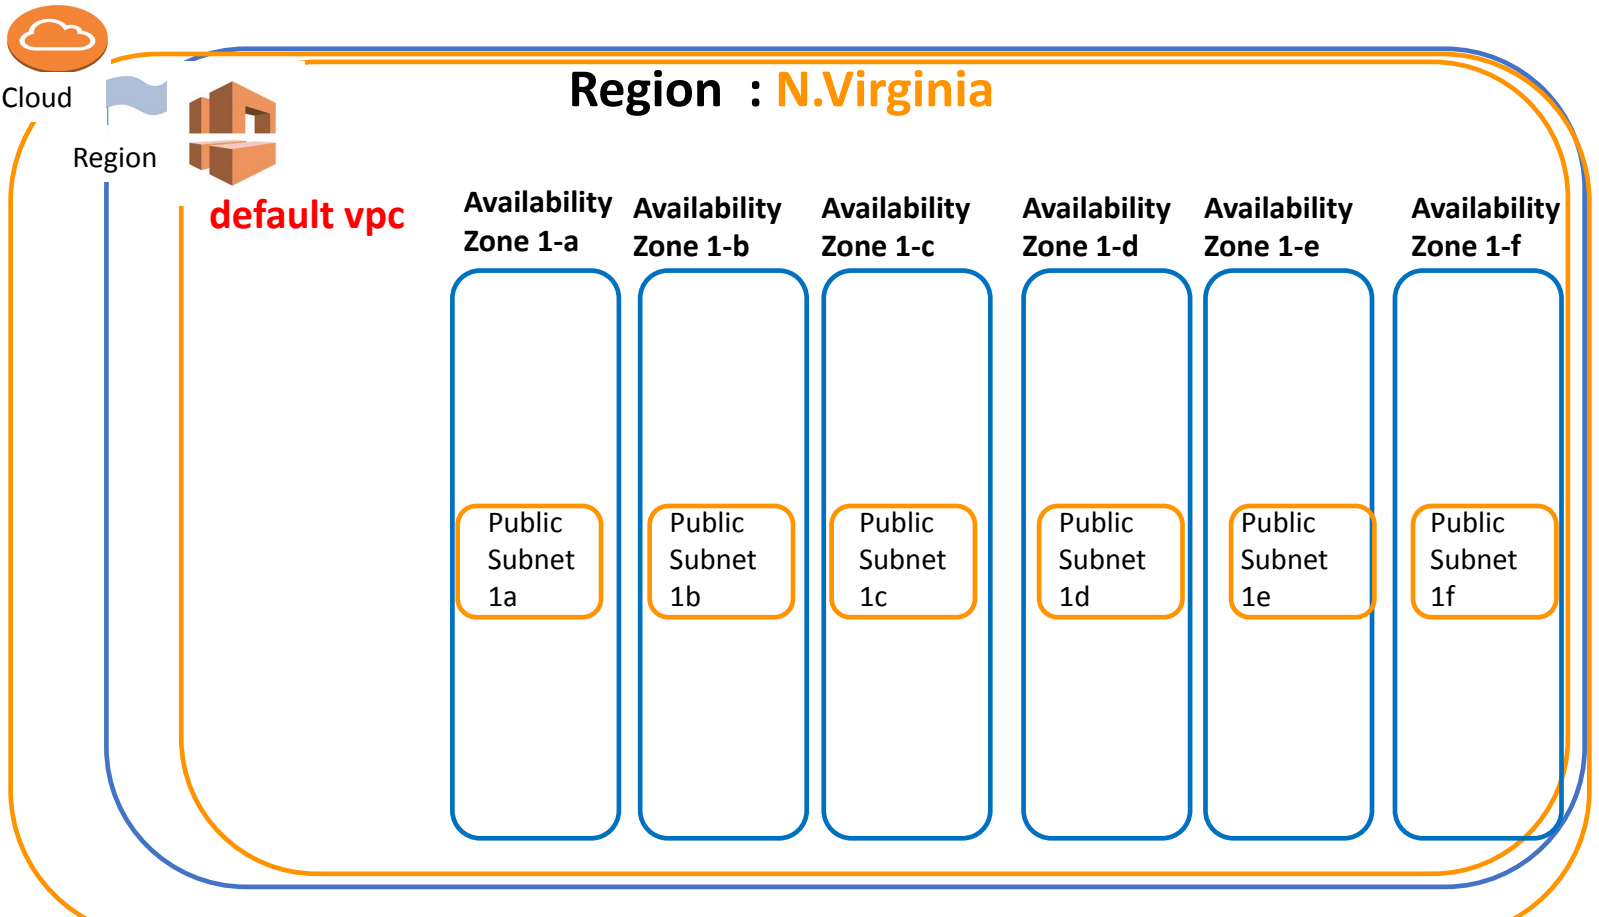 Cloud
Region : N.Virginia
Region
default vpc
Availability
Zone 1-a
Availability
Zone 1-b
Availability
Zone 1-c
Availability
Zone 1-d
Availability
Zone 1-e
Availability
Zone 1-f
Public
Subnet
1a
Public
Subnet
1b
Public
Subnet
1c
Public
Subnet
1d
Public
Subnet
1e
Public
Subnet
1f